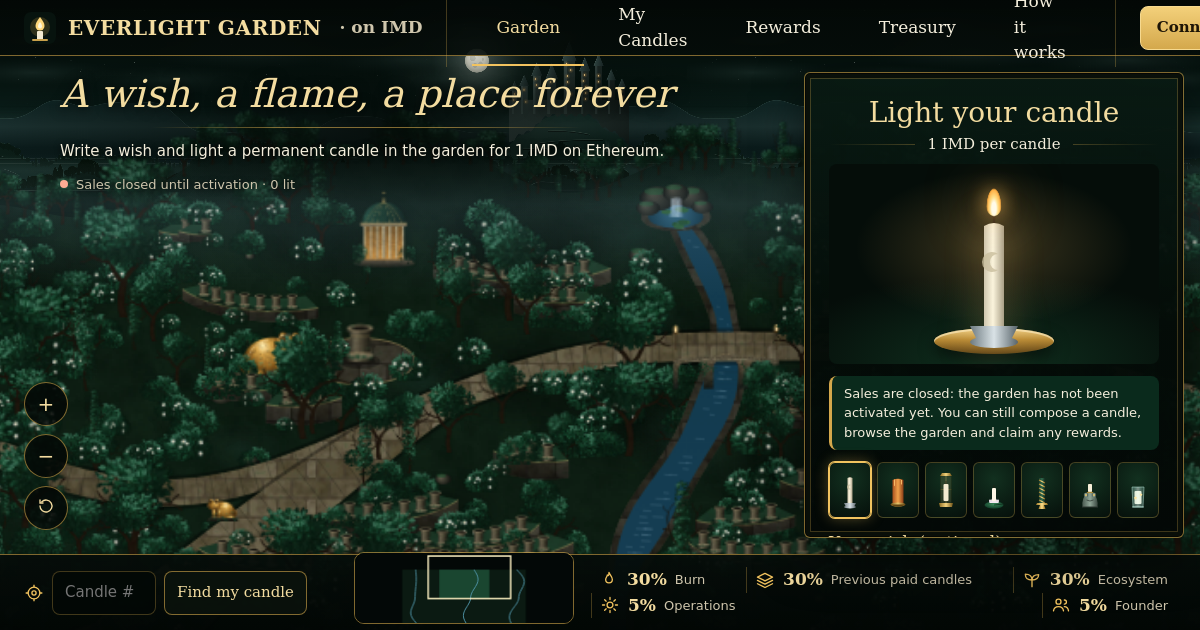 EVERLIGHT GARDEN · on IMD
Garden
My
Candles
Rewards
Treasury
How
it
works
A wish, a flame, a place forever
Write a wish and light a permanent candle in the garden for 1 IMD on Ethereum.
Sales closed until activation · 0 lit
Light your candle
1 IMD per candle
Sales are closed: the garden has not been
activated yet. You can still compose a candle,
browse the garden and claim any rewards.
+
−
Candle #
Find my candle
30% Burn
30% Previous paid candles
30% Ecosystem
5% Operations
5% Founder